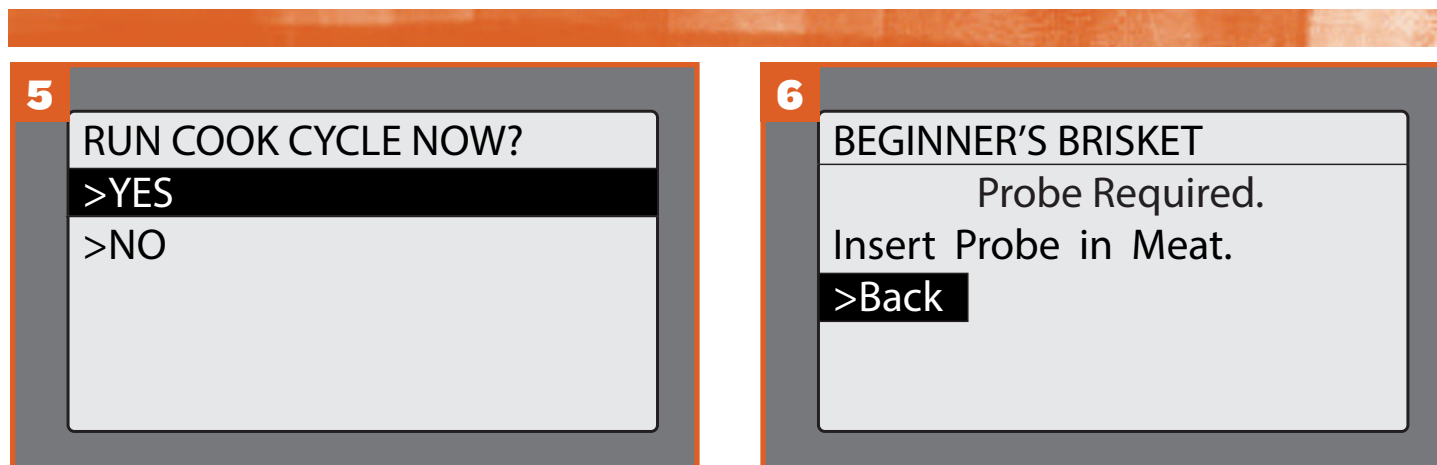 5
RUN COOK CYCLE NOW?
>YES
>NO
6
BEGINNER'S BRISKET
Probe Required.
Insert Probe in Meat.
>Back